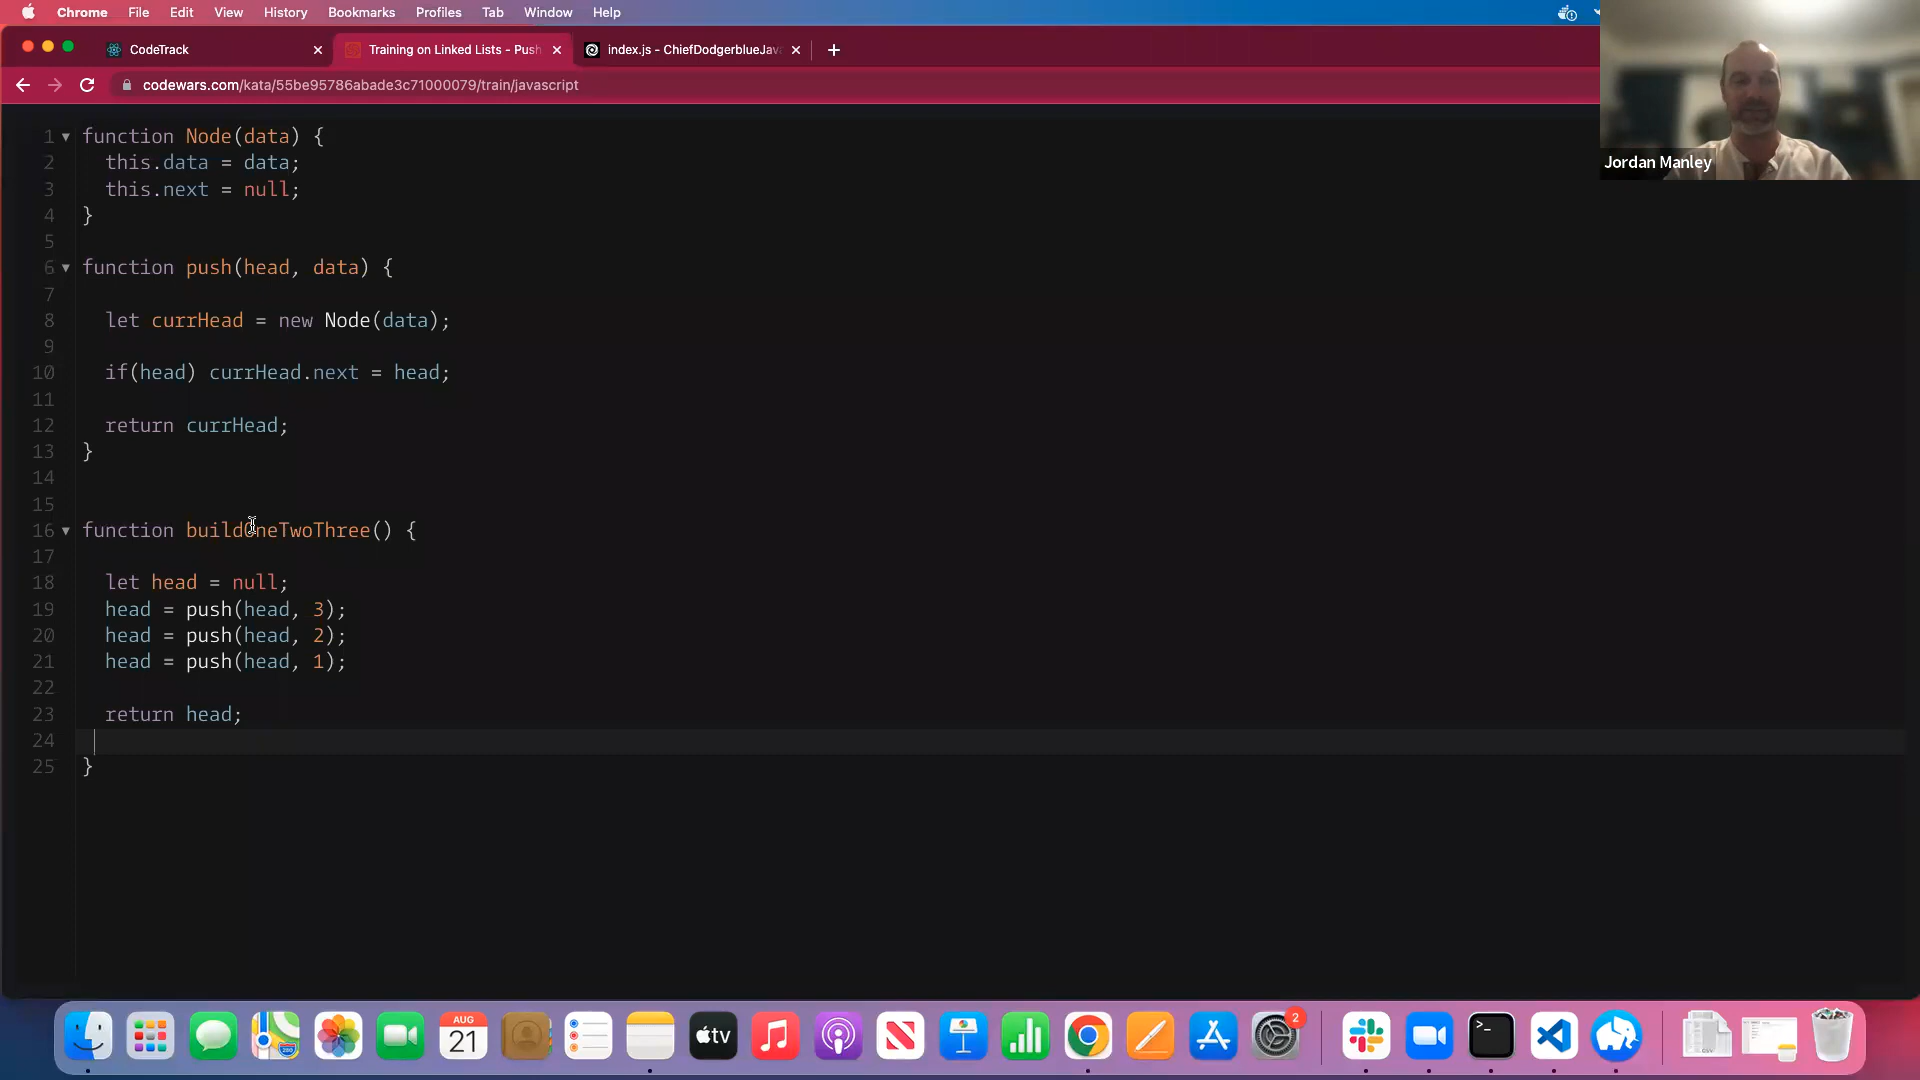 Chrome File Edit View History Bookmarks Profiles Tab Window Help
CodeTrack
Training on Linked Lists - Push
index.js - ChiefDodgerblueJav
codewars.com/kata/55be95786abade3c71000079/train/javascript
Jordan Manley
1 function Node(data) {
2 this.data = data;
3 this.next = null;
4 }
5
6 function push(head, data) {
7
8 let currHead = new Node(data);
9
10 if(head) currHead.next = head;
11
12 return currHead;
13 }
14
15
16 function buildOneTwoThree() {
17
18 let head = null;
19 head = push(head, 3);
20 head = push(head, 2);
21 head = push(head, 1);
22
23 return head;
24
25 }
AUG
21
280
tv
2
>_
CSV